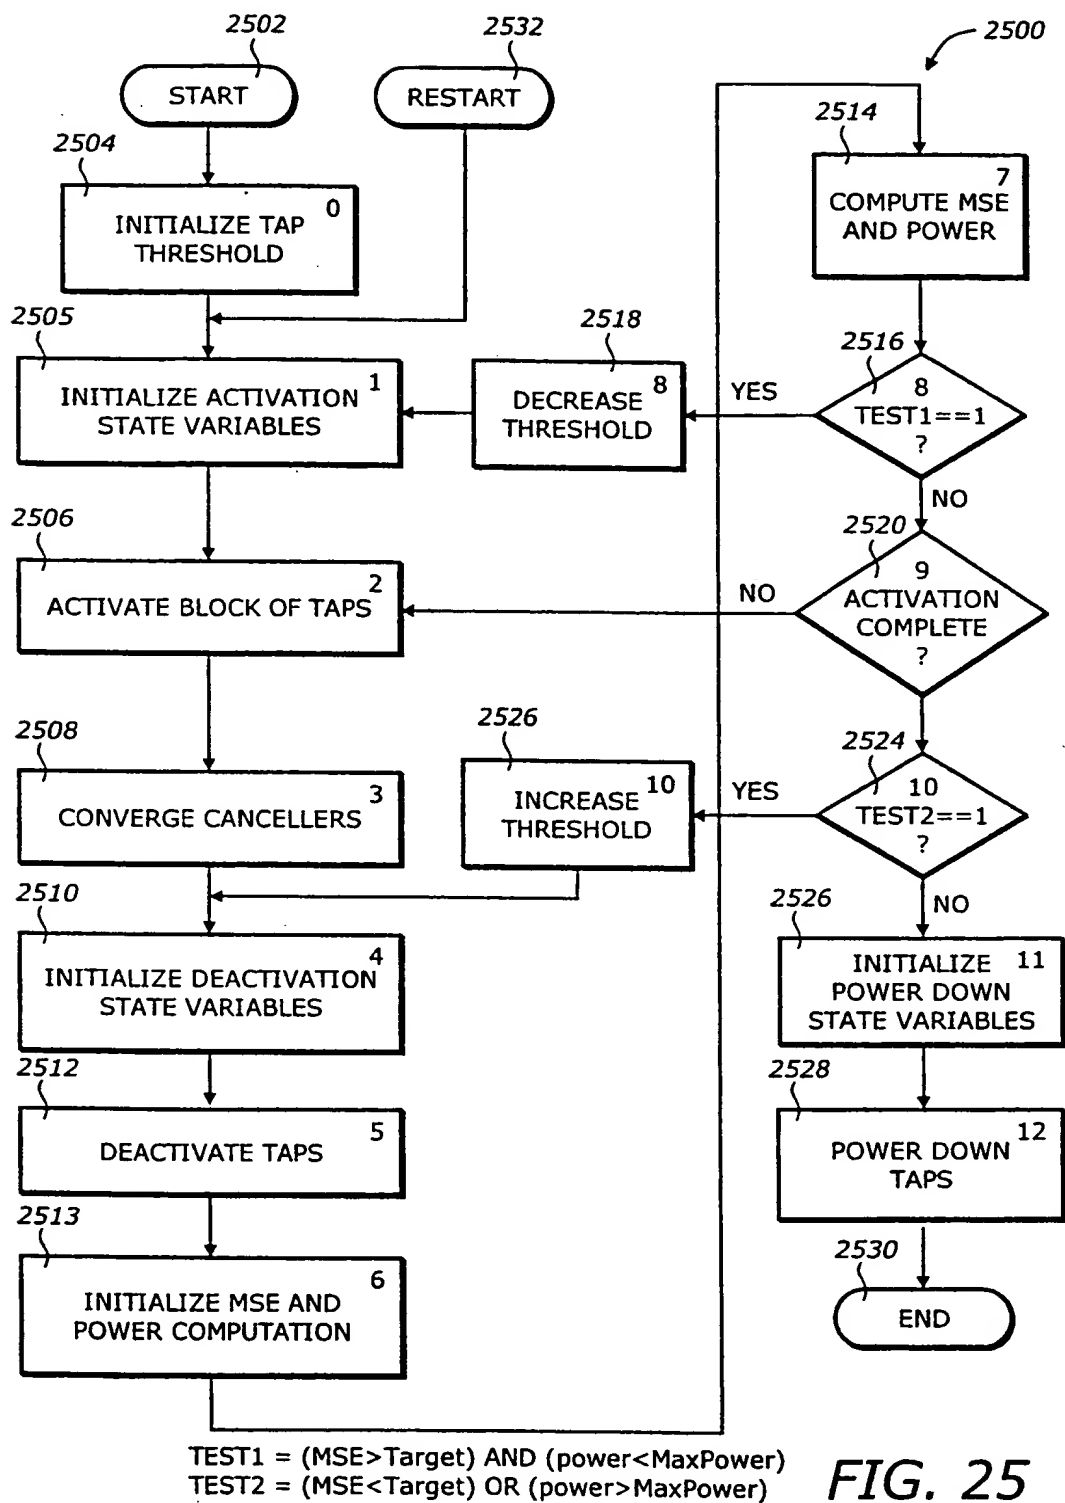 2502
START
2532
RESTART
2500
2504
0
INITIALIZE TAP
THRESHOLD
2514
7
COMPUTE MSE
AND POWER
2505
1
INITIALIZE ACTIVATION
STATE VARIABLES
2518
8
DECREASE
THRESHOLD
YES
2516
8
TEST1==1
?
NO
2506
2
ACTIVATE BLOCK OF TAPS
NO
2520
9
ACTIVATION
COMPLETE
?
2508
3
CONVERGE CANCELLERS
2526
10
INCREASE
THRESHOLD
YES
2524
10
TEST2==1
?
NO
2510
4
INITIALIZE DEACTIVATION
STATE VARIABLES
2526
11
INITIALIZE
POWER DOWN
STATE VARIABLES
2512
5
DEACTIVATE TAPS
2528
12
POWER DOWN
TAPS
2513
6
INITIALIZE MSE AND
POWER COMPUTATION
2530
END
TEST1 = (MSE>Target) AND (power<MaxPower)
TEST2 = (MSE<Target) OR (power>MaxPower)
FIG. 25